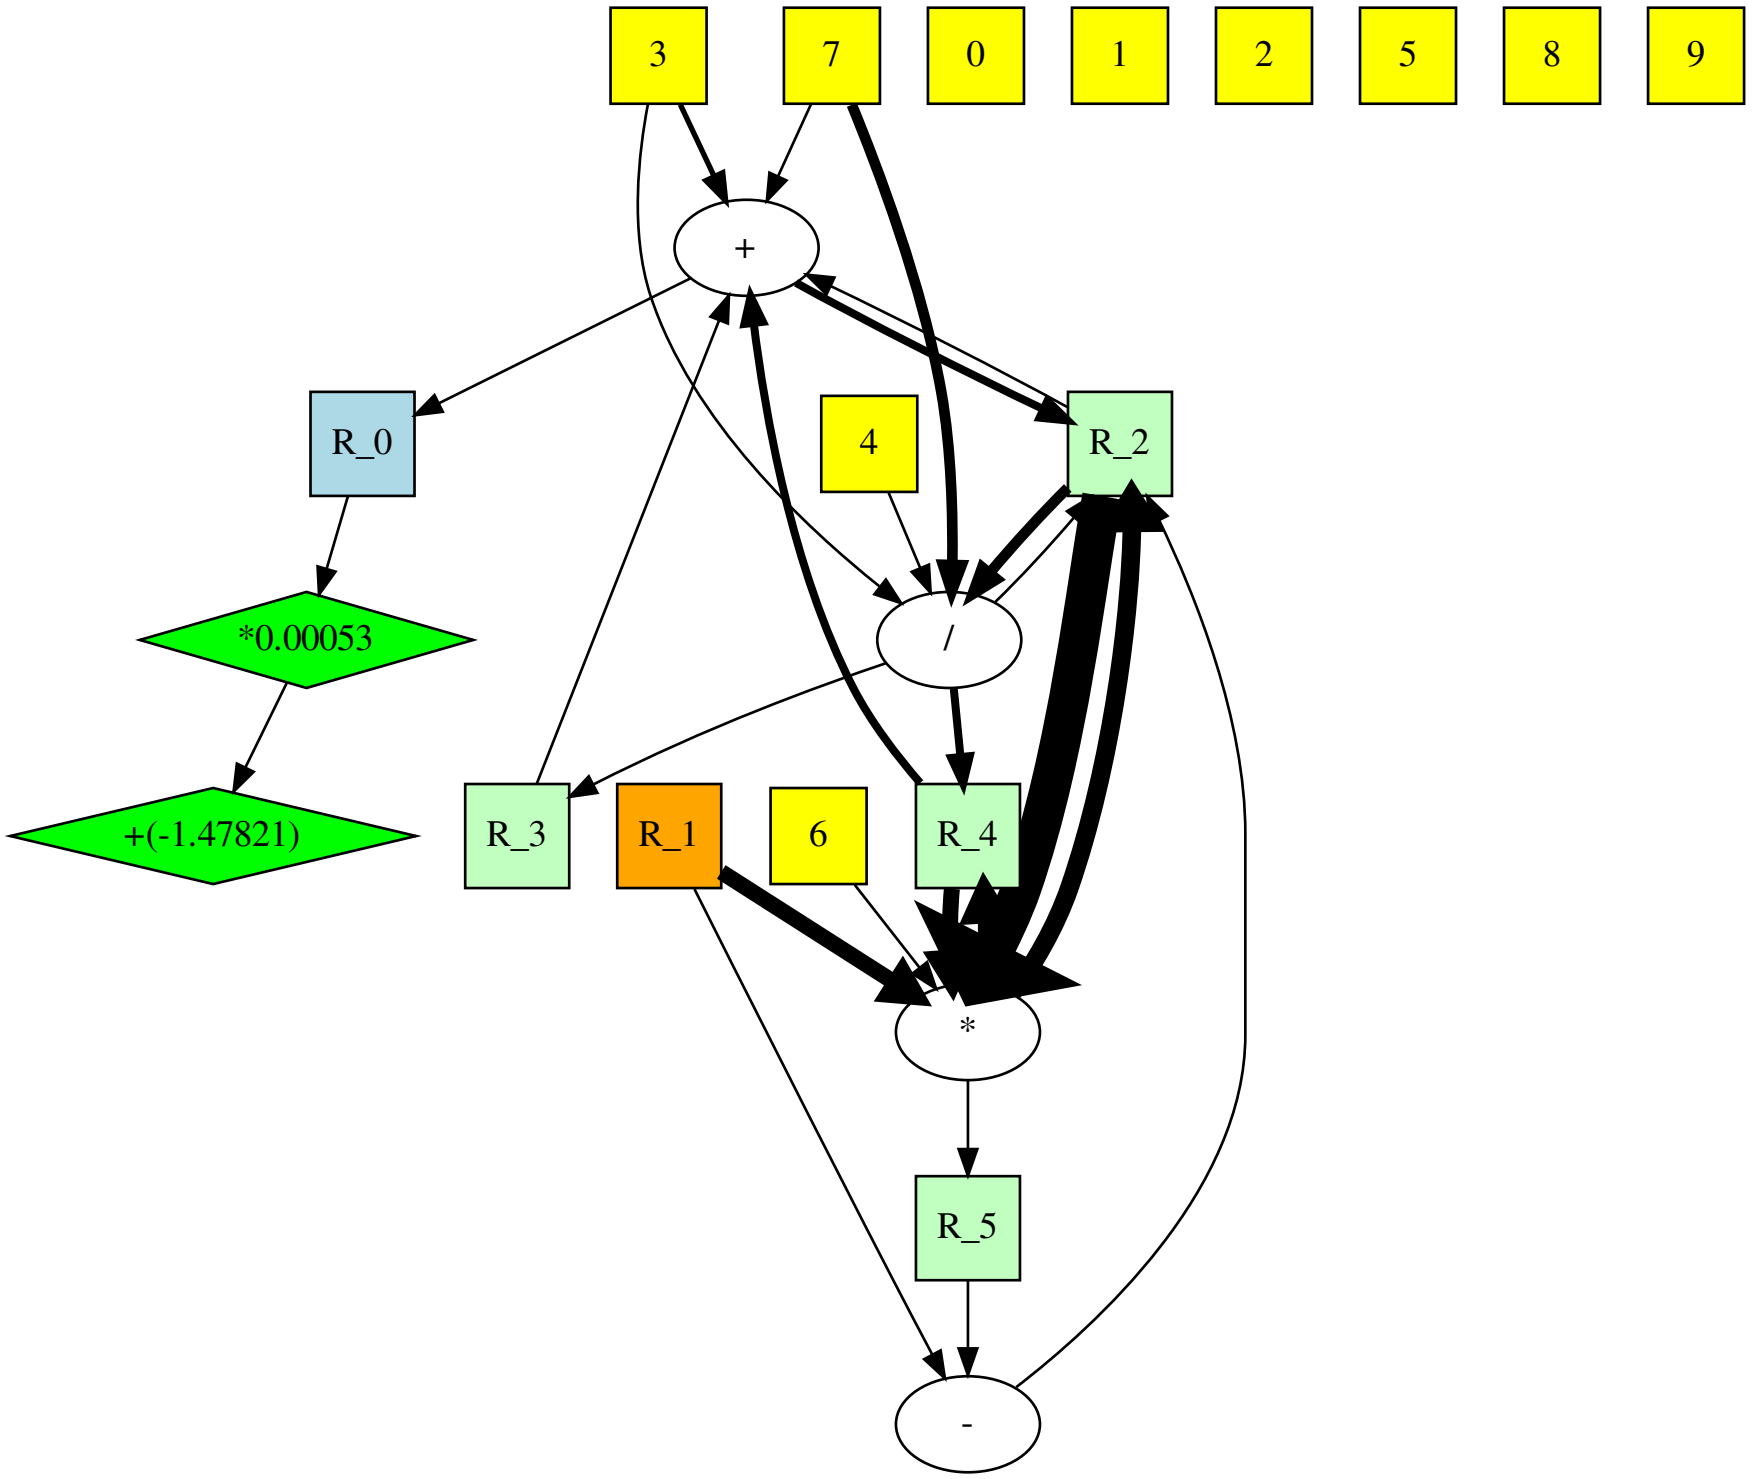 3 7 0 1 2 5 8 9
+
R_0 4 R_2
*0.00053 /
+(-1.47821) R_3 R_1 6 R_4
*
R_5
-